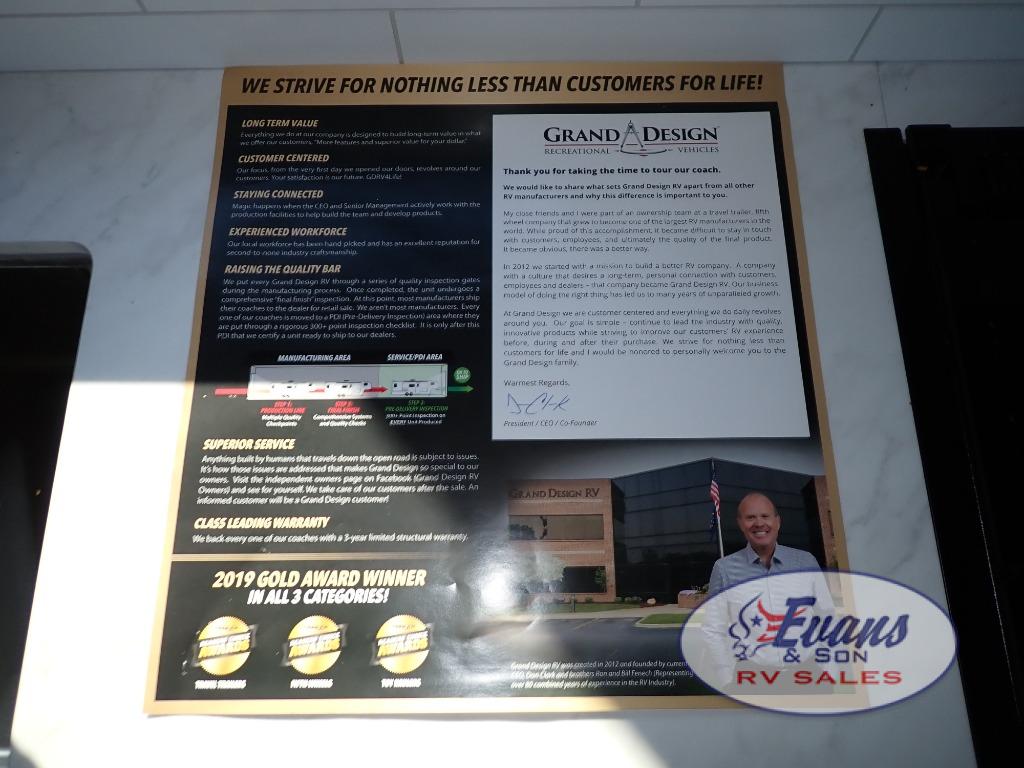 WE STRIVE FOR NOTHING LESS THAN CUSTOMERS FOR LIFE!
LONG TERM VALUE
Everything we do at our company is designed to build long-term value in what
we offer our customers. "More features and superior value for your dollar."
CUSTOMER CENTERED
Our focus, from the very first day we opened our doors, revolves around our
customers. Your satisfaction is our future. GDRV4Life!
STAYING CONNECTED
Magic happens when the CEO and Senior Management actively work with the
production facilities to help build the team and develop products.
EXPERIENCED WORKFORCE
Our local workforce has been hand picked and has an excellent reputation for
second-to-none industry craftsmanship.
RAISING THE QUALITY BAR
We put every Grand Design RV through a series of quality inspection gates
during the manufacturing process. Once completed, the unit undergoes a
comprehensive "final finish" inspection. At this point, most manufacturers ship
their coaches to the dealer for retail sale. We aren't most manufacturers. Every
one of our coaches is moved to a PDI (Pre-Delivery Inspection) area where they
are put through a rigorous 300+ point inspection checklist. It is only after this
PDI that we certify a unit ready to ship to our dealers.
MANUFACTURING AREA
SERVICE/PDI AREA
STEP 1:
PRODUCTION LINE
Multiple Quality
Checkpoints
STEP 2:
FINAL FINISH
Comprehensive Systems
and Quality Checks
STEP 3:
PRE-DELIVERY INSPECTION
300+ Point Inspection on
EVERY Unit Produced
SUPERIOR SERVICE
Anything built by humans that travels down the open road is subject to issues.
It's how those issues are addressed that makes Grand Design so special to our
owners. Visit the independent owners page on Facebook (Grand Design RV
Owners) and see for yourself. We take care of our customers after the sale. An
informed customer will be a Grand Design customer!
CLASS LEADING WARRANTY
We back every one of our coaches with a 3-year limited structural warranty.
2019 GOLD AWARD WINNER
IN ALL 3 CATEGORIES!
AWARDS
AWARDS
AWARDS
TRAVEL TRAILERS
FIFTH WHEELS
TOY HAULERS
GRAND DESIGN
RECREATIONAL VEHICLES
Thank you for taking the time to tour our coach.
We would like to share what sets Grand Design RV apart from all other
RV manufacturers and why this difference is important to you.
My close friends and I were part of an ownership team at a travel trailer, fifth
wheel company that grew to become one of the largest RV manufacturers in the
world. While proud of this accomplishment, it became difficult to stay in touch
with customers, employees, and ultimately the quality of the final product.
It became obvious, there was a better way.
In 2012 we started with a mission to build a better RV company. A company
with a culture that desires a long-term, personal connection with customers,
employees and dealers – that company became Grand Design RV. Our business
model of doing the right thing has led us to many years of unparalleled growth.
At Grand Design we are customer centered and everything we do daily revolves
around you. Our goal is simple – continue to lead the industry with quality,
innovative products while striving to improve our customers' RV experience
before, during and after their purchase. We strive for nothing less than
customers for life and I would be honored to personally welcome you to the
Grand Design family.
Warmest Regards,
President / CEO / Co-Founder
GRAND DESIGN RV
Grand Design RV was created in 2012 and founded by current
CEO, Don Clark and brothers Ron and Bill Fenech (Representing
over 80 combined years of experience in the RV Industry).
Evans
& SON
RV SALES